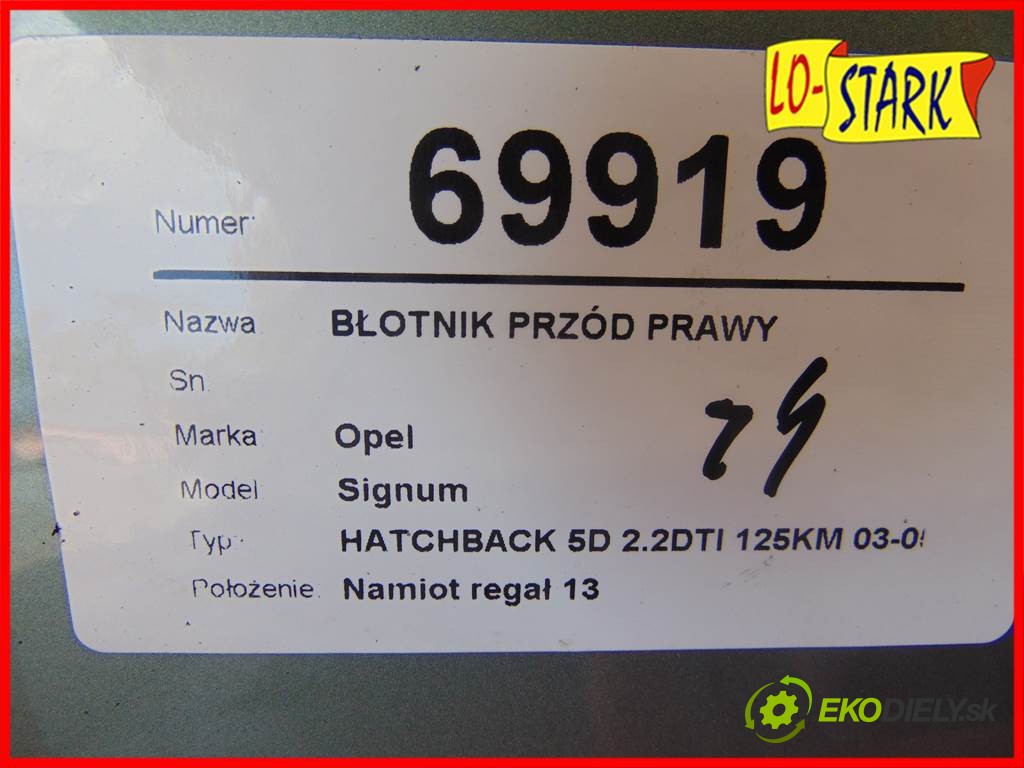 LO-STARK
Numer: 69919
Nazwa BŁOTNIK PRZÓD PRAWY
Sn.
Marka Opel
Model Signum
Typ: HATCHBACK 5D 2.2DTI 125KM 03-0
Położenie. Namiot regał 13
EKODIELY.sk